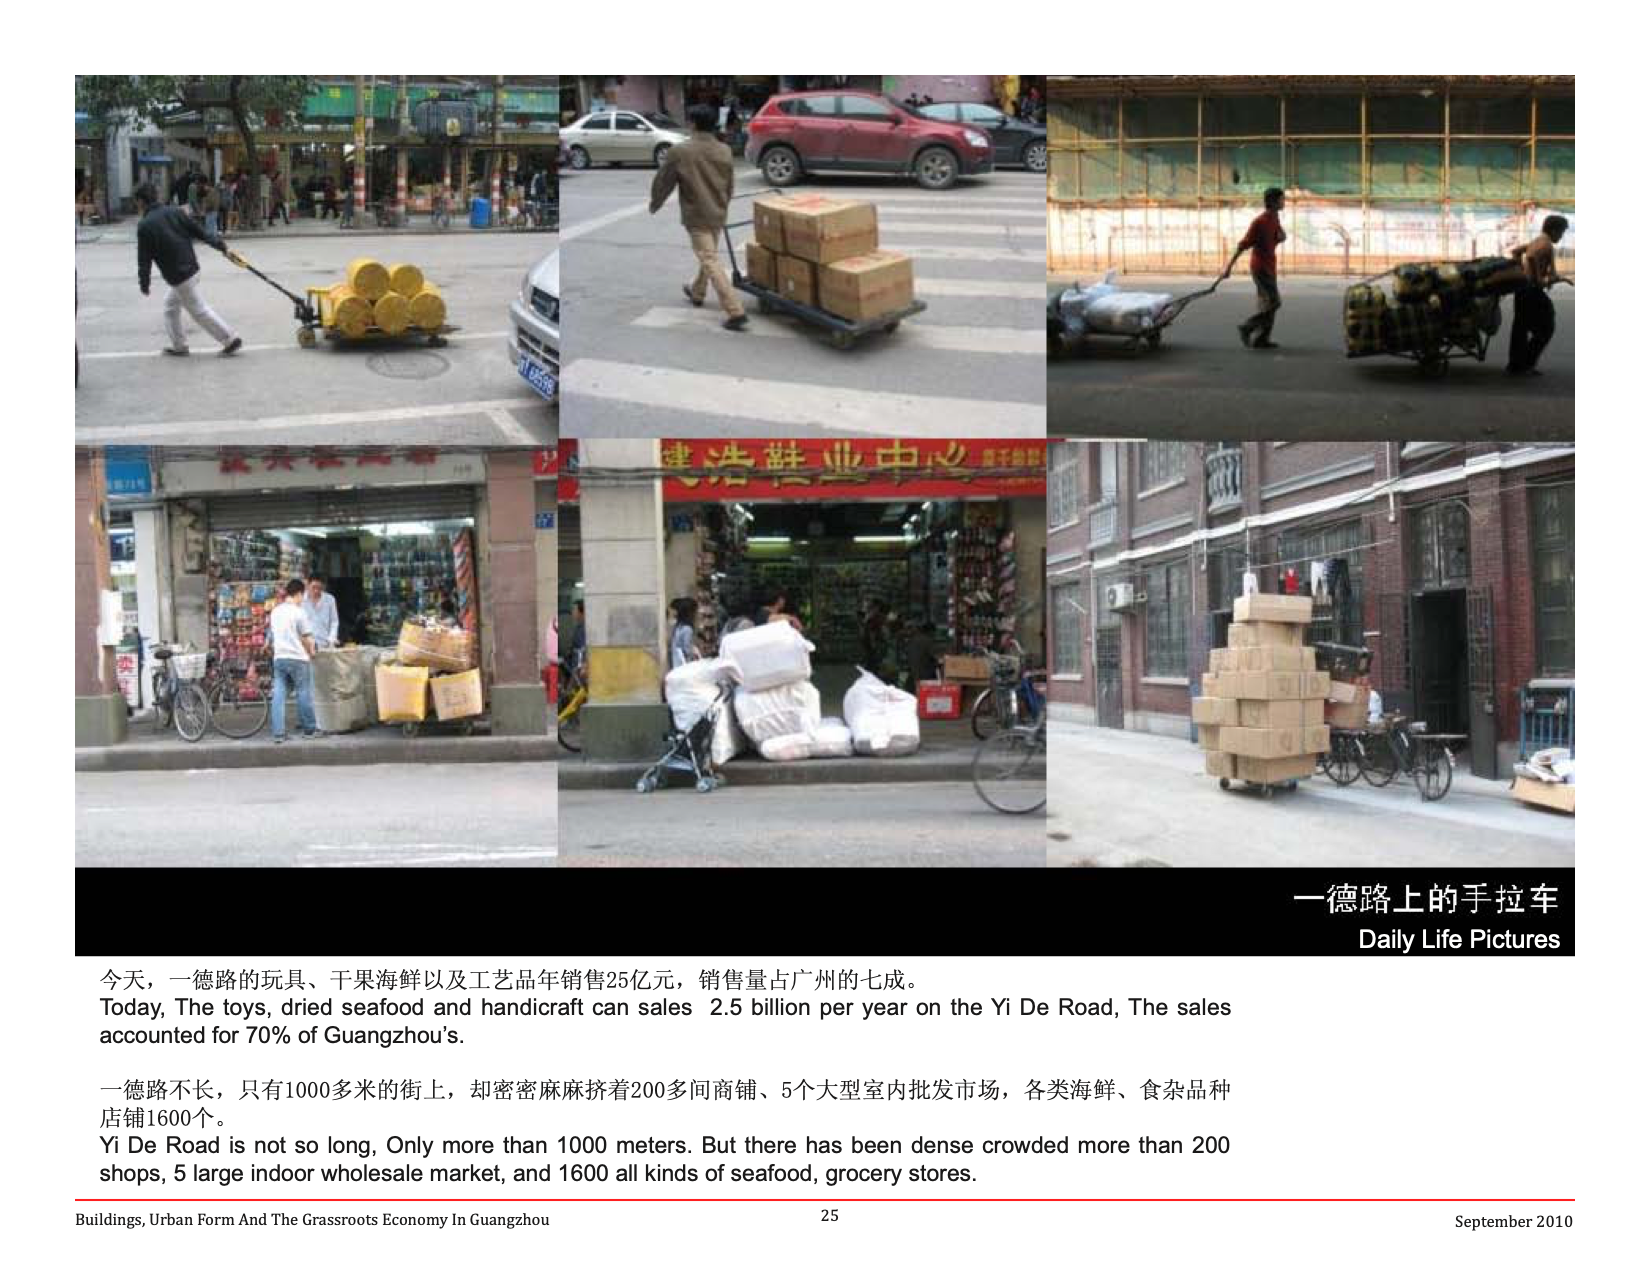 建浩鞋业中心
一德路上的手拉车
Daily Life Pictures
今天，一德路的玩具、干果海鲜以及工艺品年销售25亿元，销售量占广州的七成。
Today, The toys, dried seafood and handicraft can sales 2.5 billion per year on the Yi De Road, The sales
accounted for 70% of Guangzhou’s.
一德路不长，只有1000多米的街上，却密密麻麻挤着200多间商铺、5个大型室内批发市场，各类海鲜、食杂品种
店铺1600个。
Yi De Road is not so long, Only more than 1000 meters. But there has been dense crowded more than 200
shops, 5 large indoor wholesale market, and 1600 all kinds of seafood, grocery stores.
Buildings, Urban Form And The Grassroots Economy In Guangzhou
25
September 2010